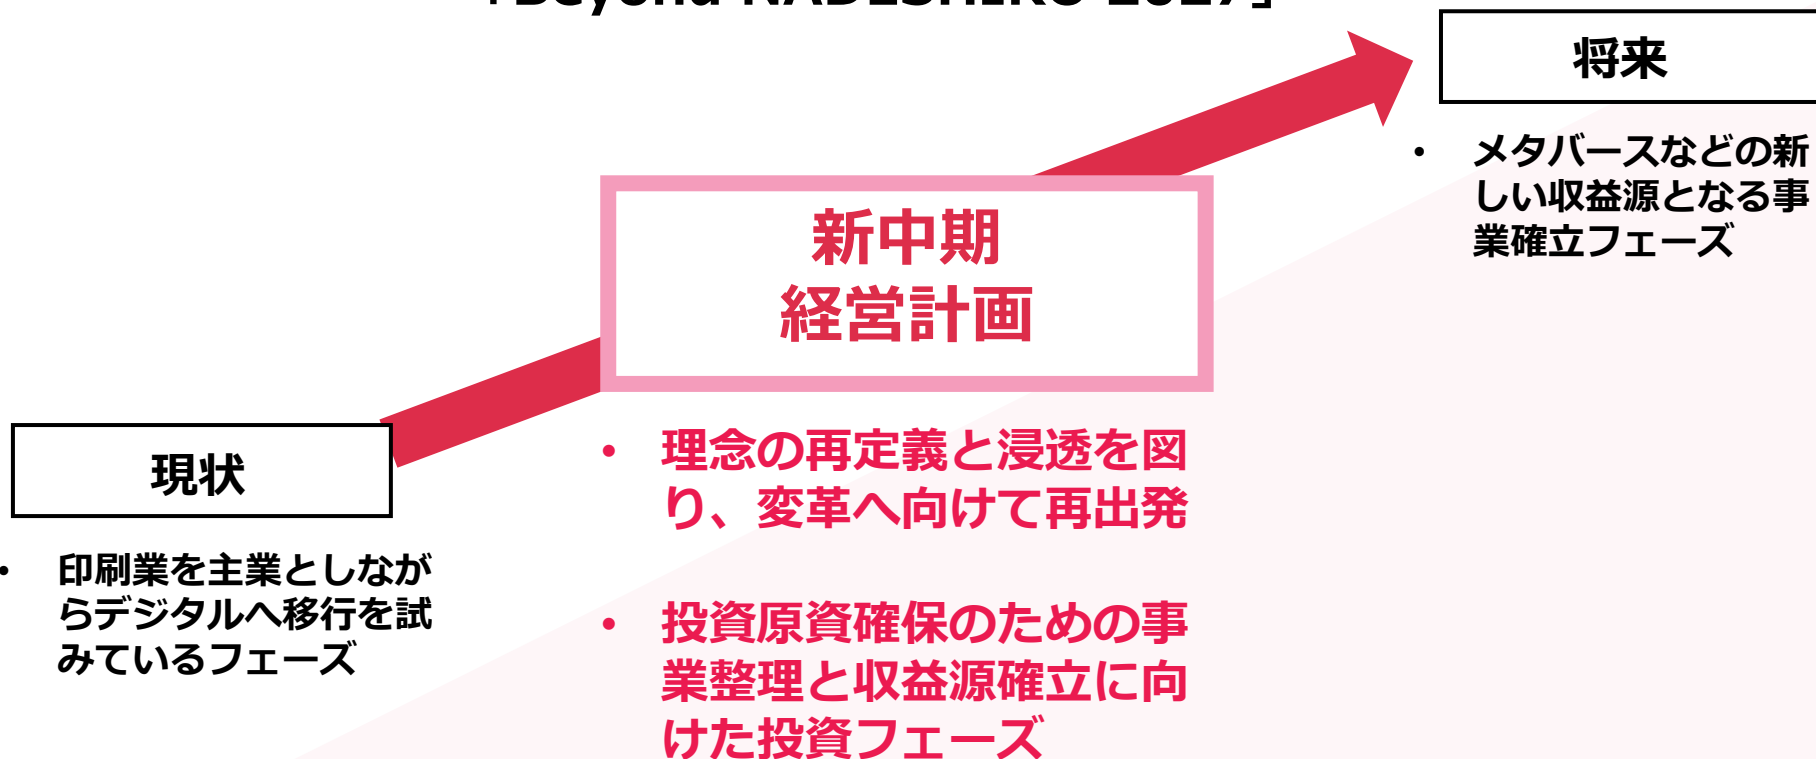 「Beyond NADESHIKO 2027」
将来
• メタバースなどの新
しい収益源となる事
業確立フェーズ
新中期
経営計画
現状
• 印刷業を主業としなが
らデジタルへ移行を試
みているフェーズ
• 理念の再定義と浸透を図
り、変革へ向けて再出発
• 投資原資確保のための事
業整理と収益源確立に向
けた投資フェーズ